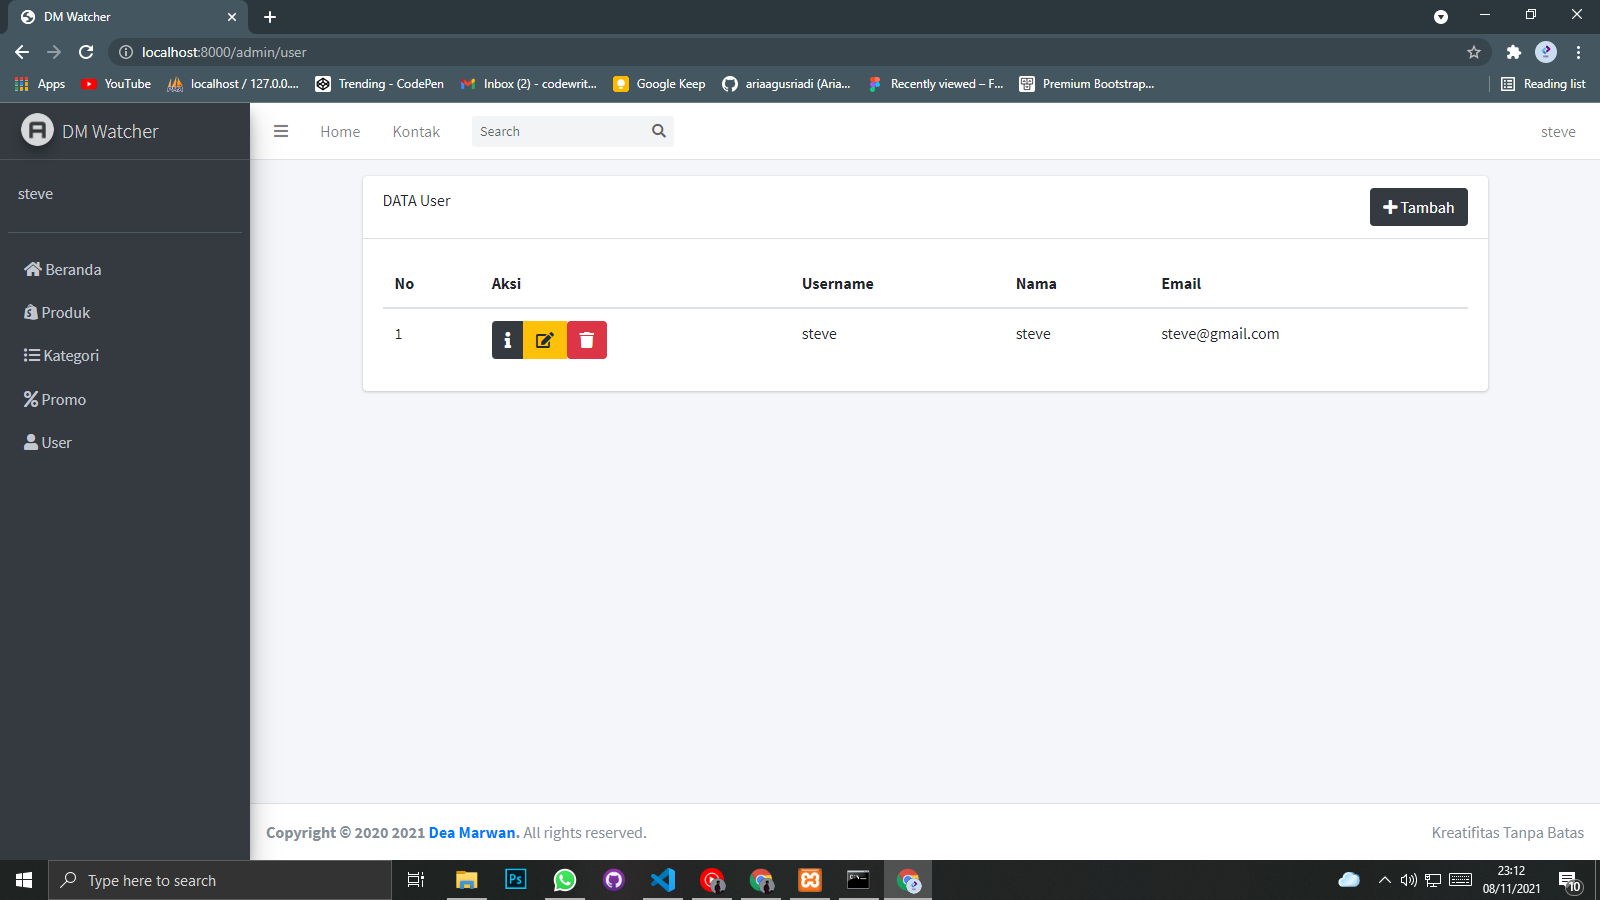 DM Watcher
localhost:8000/admin/user
Apps YouTube localhost / 127.0.0.... Trending - CodePen Inbox (2) - codewrit... Google Keep ariaagusriadi (Aria... Recently viewed – F... Premium Bootstrap... Reading list
DM Watcher
Home Kontak Search steve
steve
Beranda
Produk
Kategori
Promo
User
DATA User
Tambah
No Aksi Username Nama Email
1 steve steve steve@gmail.com
Copyright © 2020 2021 Dea Marwan. All rights reserved. Kreatifitas Tanpa Batas
Type here to search
Ps
23:12
08/11/2021
10